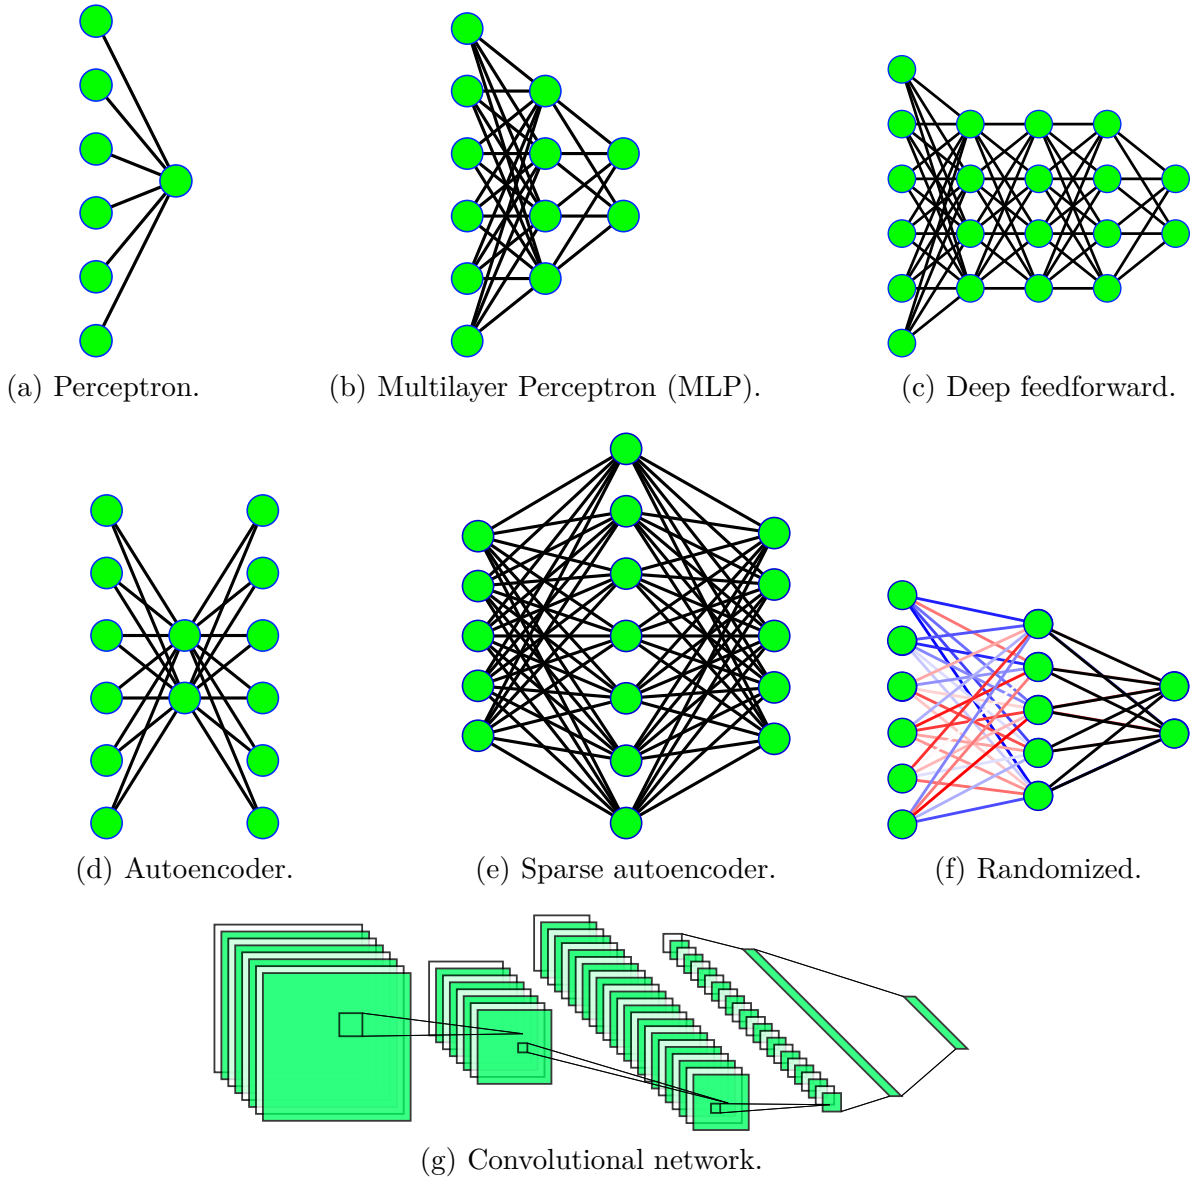 (a) Perceptron.
(b) Multilayer Perceptron (MLP).
(c) Deep feedforward.
(d) Autoencoder.
(e) Sparse autoencoder.
(f) Randomized.
(g) Convolutional network.